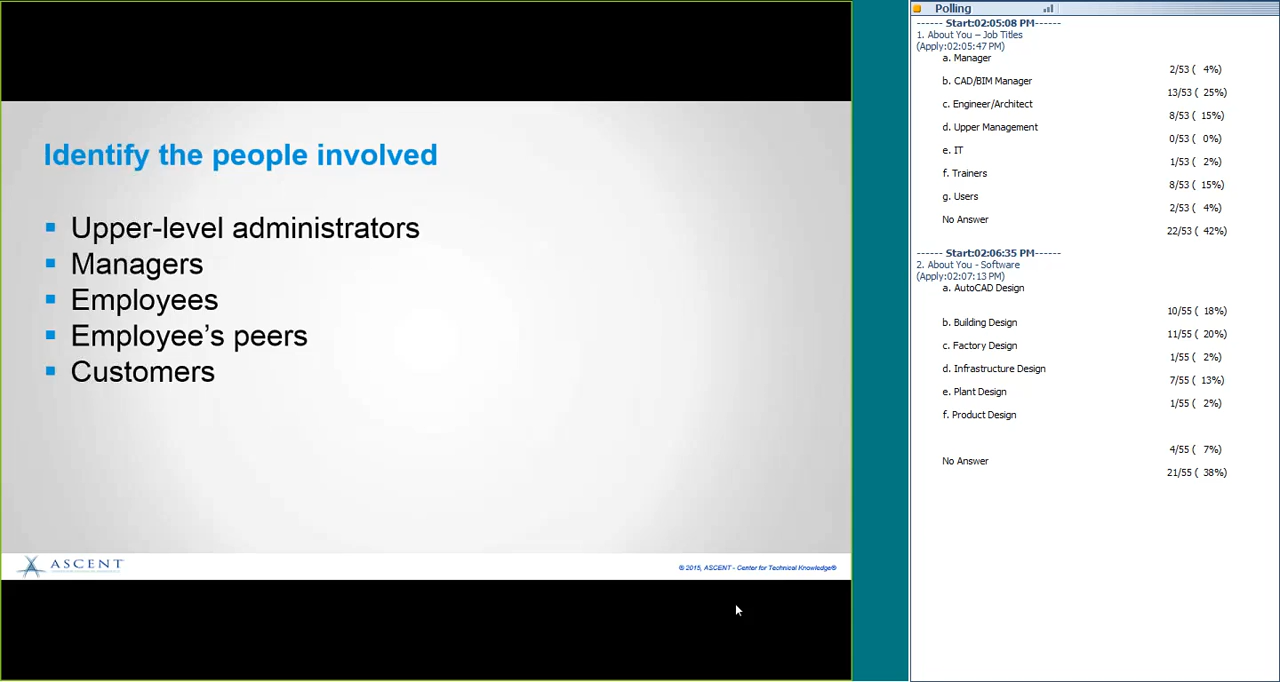 Identify the people involved
Upper-level administrators
Managers
Employees
Employee's peers
Customers
ASCENT
© 2015, ASCENT - Center for Technical Knowledge®
Polling
------ Start:02:05:08 PM------
1. About You – Job Titles
(Apply:02:05:47 PM)
a. Manager
2/53 ( 4%)
b. CAD/BIM Manager
13/53 ( 25%)
c. Engineer/Architect
8/53 ( 15%)
d. Upper Management
0/53 ( 0%)
e. IT
1/53 ( 2%)
f. Trainers
8/53 ( 15%)
g. Users
2/53 ( 4%)
No Answer
22/53 ( 42%)
------ Start:02:06:35 PM------
2. About You - Software
(Apply:02:07:13 PM)
a. AutoCAD Design
10/55 ( 18%)
b. Building Design
11/55 ( 20%)
c. Factory Design
1/55 ( 2%)
d. Infrastructure Design
7/55 ( 13%)
e. Plant Design
1/55 ( 2%)
f. Product Design
4/55 ( 7%)
No Answer
21/55 ( 38%)